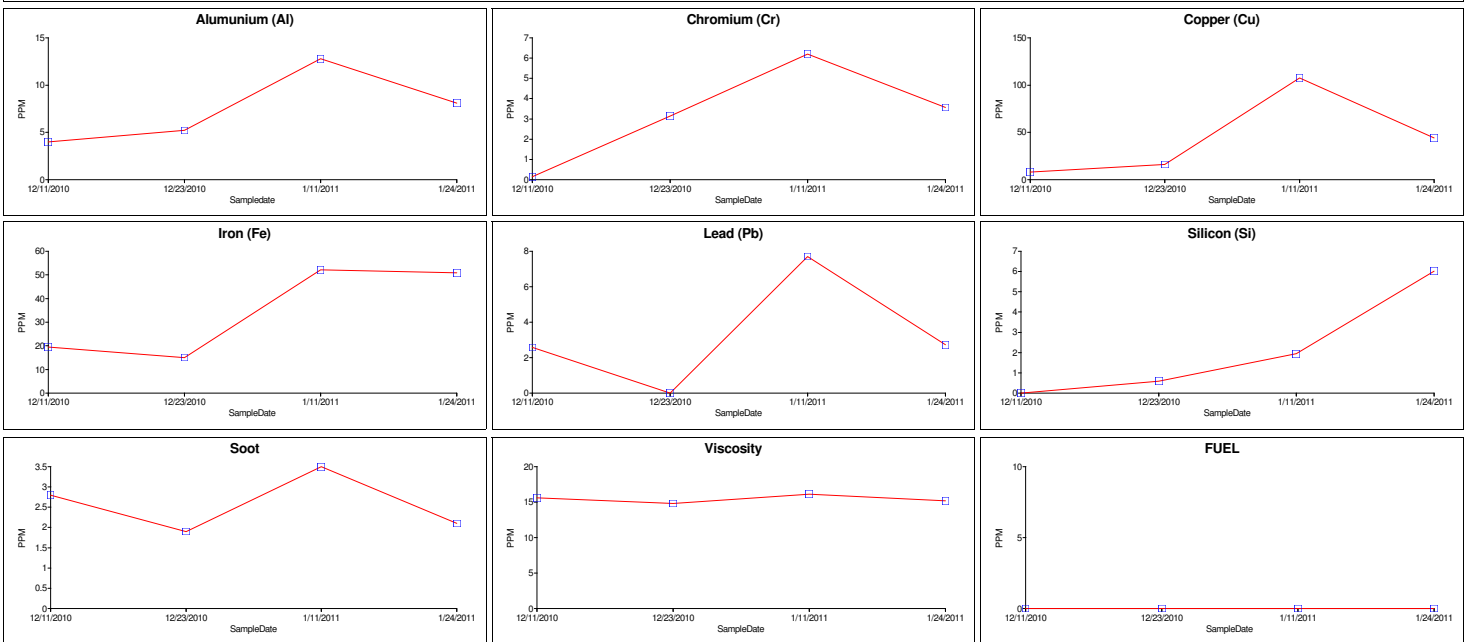 Alumunium (Al)
15
10
5
0
PPM
12/11/2010 12/23/2010 1/11/2011 1/24/2011
Sampledate
Chromium (Cr)
7
6
5
4
3
2
1
0
PPM
12/11/2010 12/23/2010 1/11/2011 1/24/2011
SampleDate
Copper (Cu)
150
100
50
0
PPM
12/11/2010 12/23/2010 1/11/2011 1/24/2011
SampleDate
Iron (Fe)
60
50
40
30
20
10
0
PPM
12/11/2010 12/23/2010 1/11/2011 1/24/2011
SampleDate
Lead (Pb)
8
6
4
2
0
PPM
12/11/2010 12/23/2010 1/11/2011 1/24/2011
SampleDate
Silicon (Si)
7
6
5
4
3
2
1
0
PPM
12/11/2010 12/23/2010 1/11/2011 1/24/2011
SampleDate
Soot
3.5
3
2.5
2
1.5
1
0.5
0
PPM
12/11/2010 12/23/2010 1/11/2011 1/24/2011
SampleDate
Viscosity
20
15
10
5
0
PPM
12/11/2010 12/23/2010 1/11/2011 1/24/2011
SampleDate
FUEL
10
5
0
PPM
12/11/2010 12/23/2010 1/11/2011 1/24/2011
SampleDate